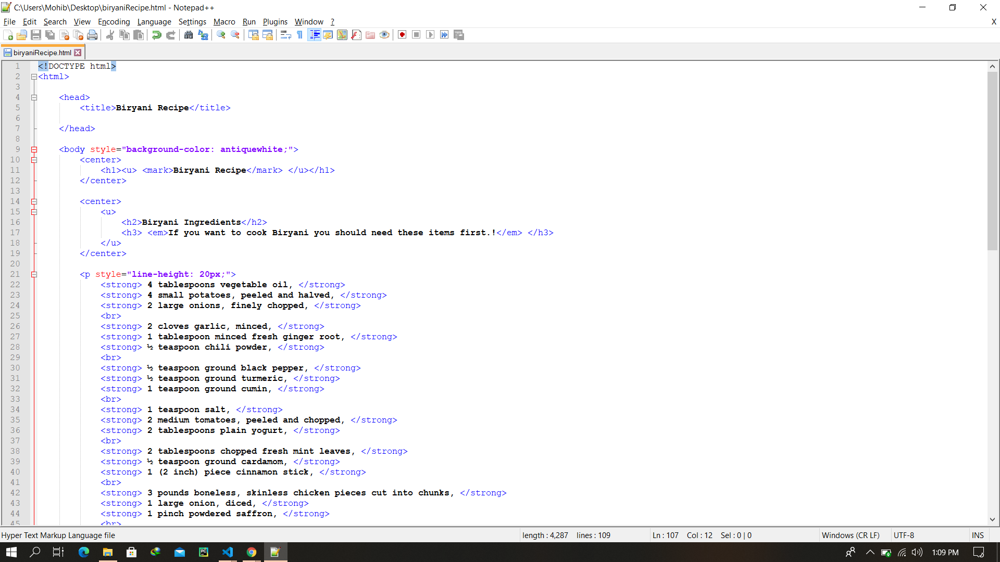 C:\Users\Mohib\Desktop\biryaniRecipe.html - Notepad++
File Edit Search View Encoding Language Settings Macro Run Plugins Window ? X
biryaniRecipe.html
1 <!DOCTYPE html>
2 <html>
3
4 <head>
5 <title>Biryani Recipe</title>
6
7 </head>
8
9 <body style="background-color: antiquewhite;">
10 <center>
11 <h1><u> <mark>Biryani Recipe</mark> </u></h1>
12 </center>
13
14 <center>
15 <u>
16 <h2>Biryani Ingredients</h2>
17 <h3> <em>If you want to cook Biryani you should need these items first.!</em> </h3>
18 </u>
19 </center>
20
21 <p style="line-height: 20px;">
22 <strong> 4 tablespoons vegetable oil, </strong>
23 <strong> 4 small potatoes, peeled and halved, </strong>
24 <strong> 2 large onions, finely chopped, </strong>
25 <br>
26 <strong> 2 cloves garlic, minced, </strong>
27 <strong> 1 tablespoon minced fresh ginger root, </strong>
28 <strong> ½ teaspoon chili powder, </strong>
29 <br>
30 <strong> ½ teaspoon ground black pepper, </strong>
31 <strong> ½ teaspoon ground turmeric, </strong>
32 <strong> 1 teaspoon ground cumin, </strong>
33 <br>
34 <strong> 1 teaspoon salt, </strong>
35 <strong> 2 medium tomatoes, peeled and chopped, </strong>
36 <strong> 2 tablespoons plain yogurt, </strong>
37 <br>
38 <strong> 2 tablespoons chopped fresh mint leaves, </strong>
39 <strong> ½ teaspoon ground cardamom, </strong>
40 <strong> 1 (2 inch) piece cinnamon stick, </strong>
41 <br>
42 <strong> 3 pounds boneless, skinless chicken pieces cut into chunks, </strong>
43 <strong> 1 large onion, diced, </strong>
44 <strong> 1 pinch powdered saffron, </strong>
45 <br>
Hyper Text Markup Language file length : 4,287 lines : 109 Ln : 107 Col : 12 Sel : 0 | 0 Windows (CR LF) UTF-8 INS
1:09 PM